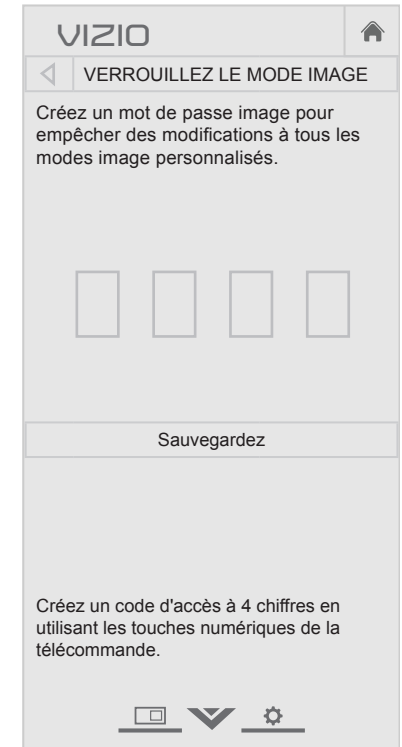 VIZIO
VERROUILLEZ LE MODE IMAGE
Créez un mot de passe image pour
empêcher des modifications à tous les
modes image personnalisés.
Sauvegardez
Créez un code d'accès à 4 chiffres en
utilisant les touches numériques de la
télécommande.